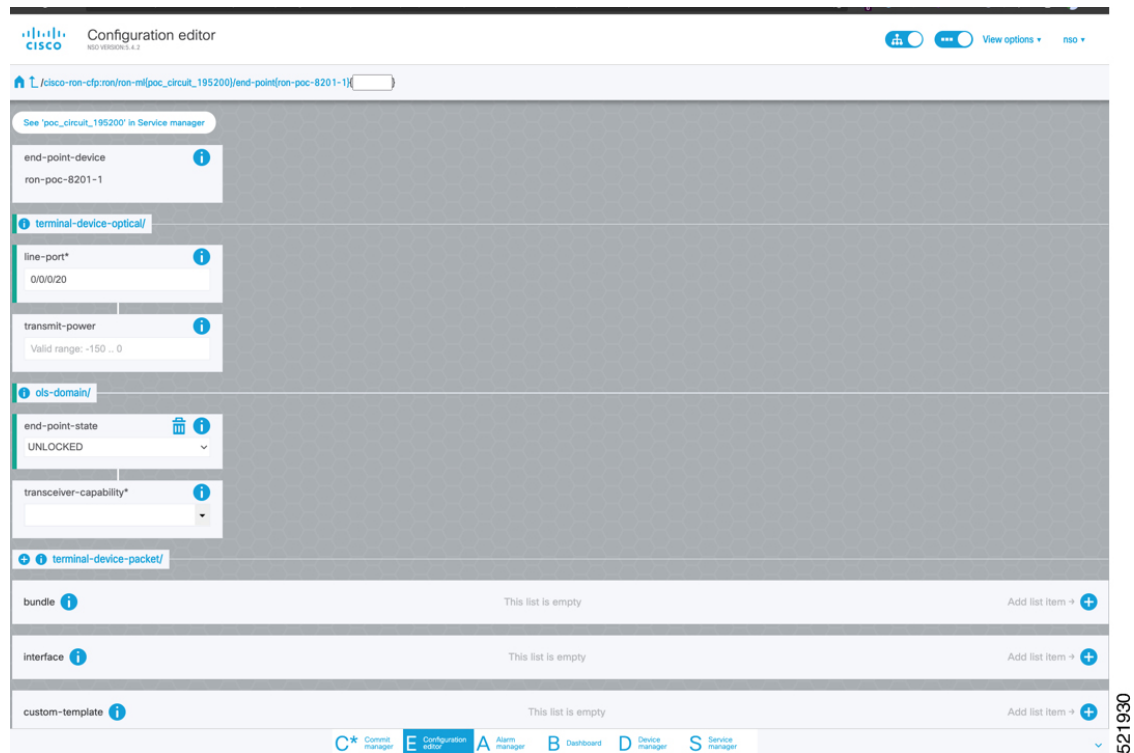 CISCO
Configuration editor
NSO VERSION:5.4.2
View options
nso
/cisco-ron-cfp:ron/ron-ml{poc_circuit_195200}/end-point{ron-poc-8201-1}{ }
See 'poc_circuit_195200' in Service manager
end-point-device
ron-poc-8201-1
terminal-device-optical/
line-port*
0/0/0/20
transmit-power
Valid range: -150 .. 0
ols-domain/
end-point-state
UNLOCKED
transceiver-capability*
terminal-device-packet/
bundle This list is empty Add list item
interface This list is empty Add list item
custom-template This list is empty Add list item
C* Commit manager E Configuration editor A Alarm manager B Dashboard D Device manager S Service manager
521930